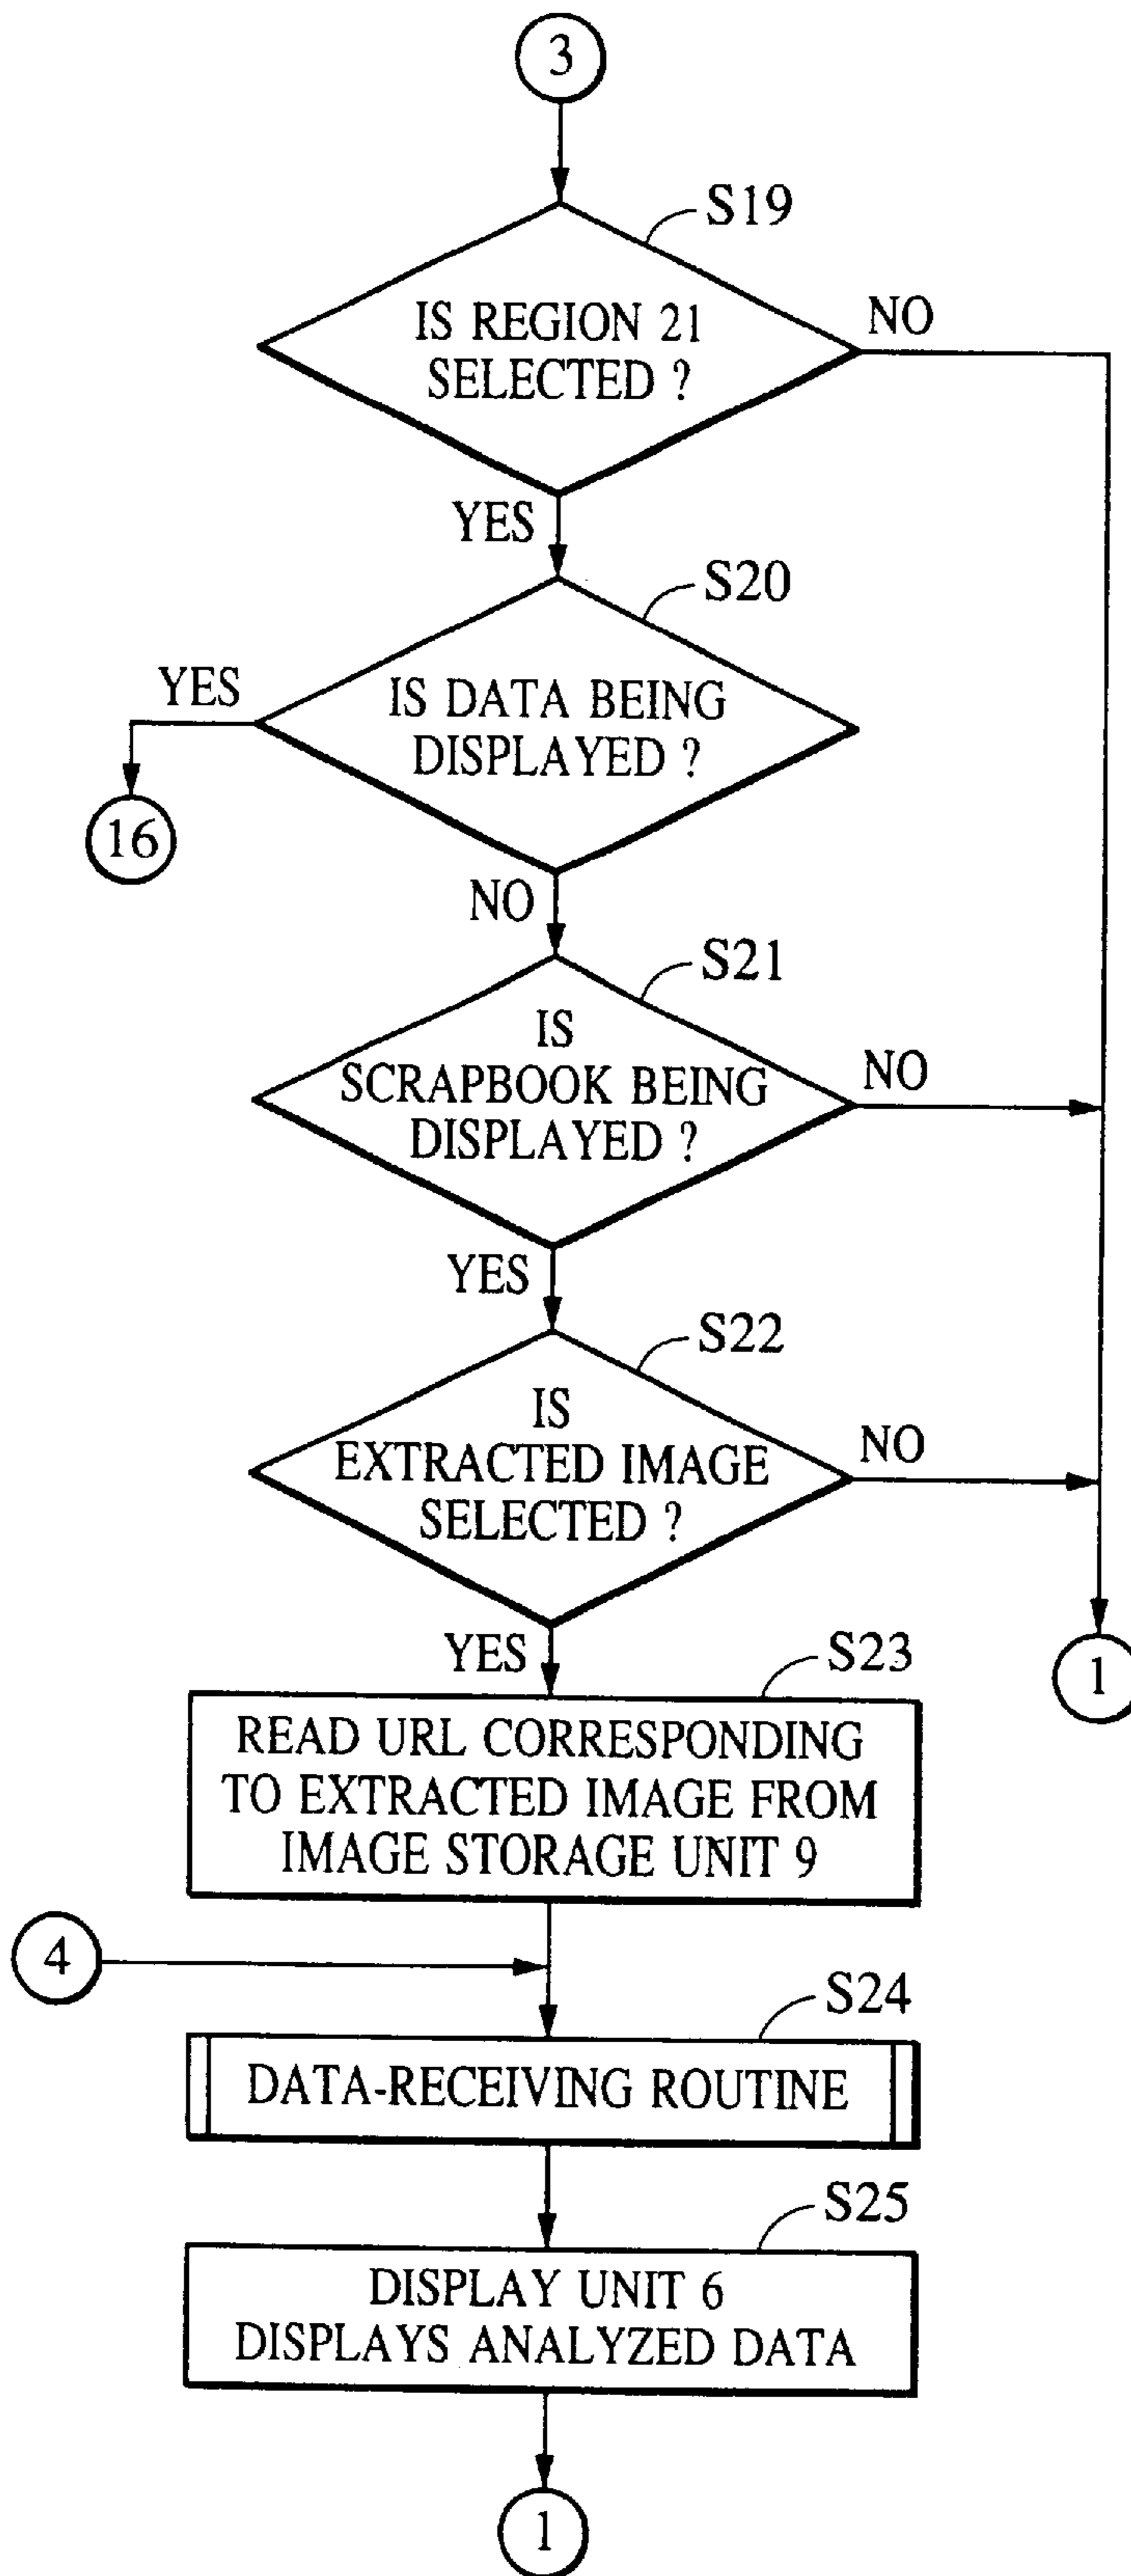 3
S19
IS REGION 21
SELECTED ?
NO
YES
S20
YES
IS DATA BEING
DISPLAYED ?
16
NO
S21
IS
SCRAPBOOK BEING
DISPLAYED ?
NO
YES
S22
IS
EXTRACTED IMAGE
SELECTED ?
NO
YES
S23
1
READ URL CORRESPONDING
TO EXTRACTED IMAGE FROM
IMAGE STORAGE UNIT 9
4
S24
DATA-RECEIVING ROUTINE
S25
DISPLAY UNIT 6
DISPLAYS ANALYZED DATA
1